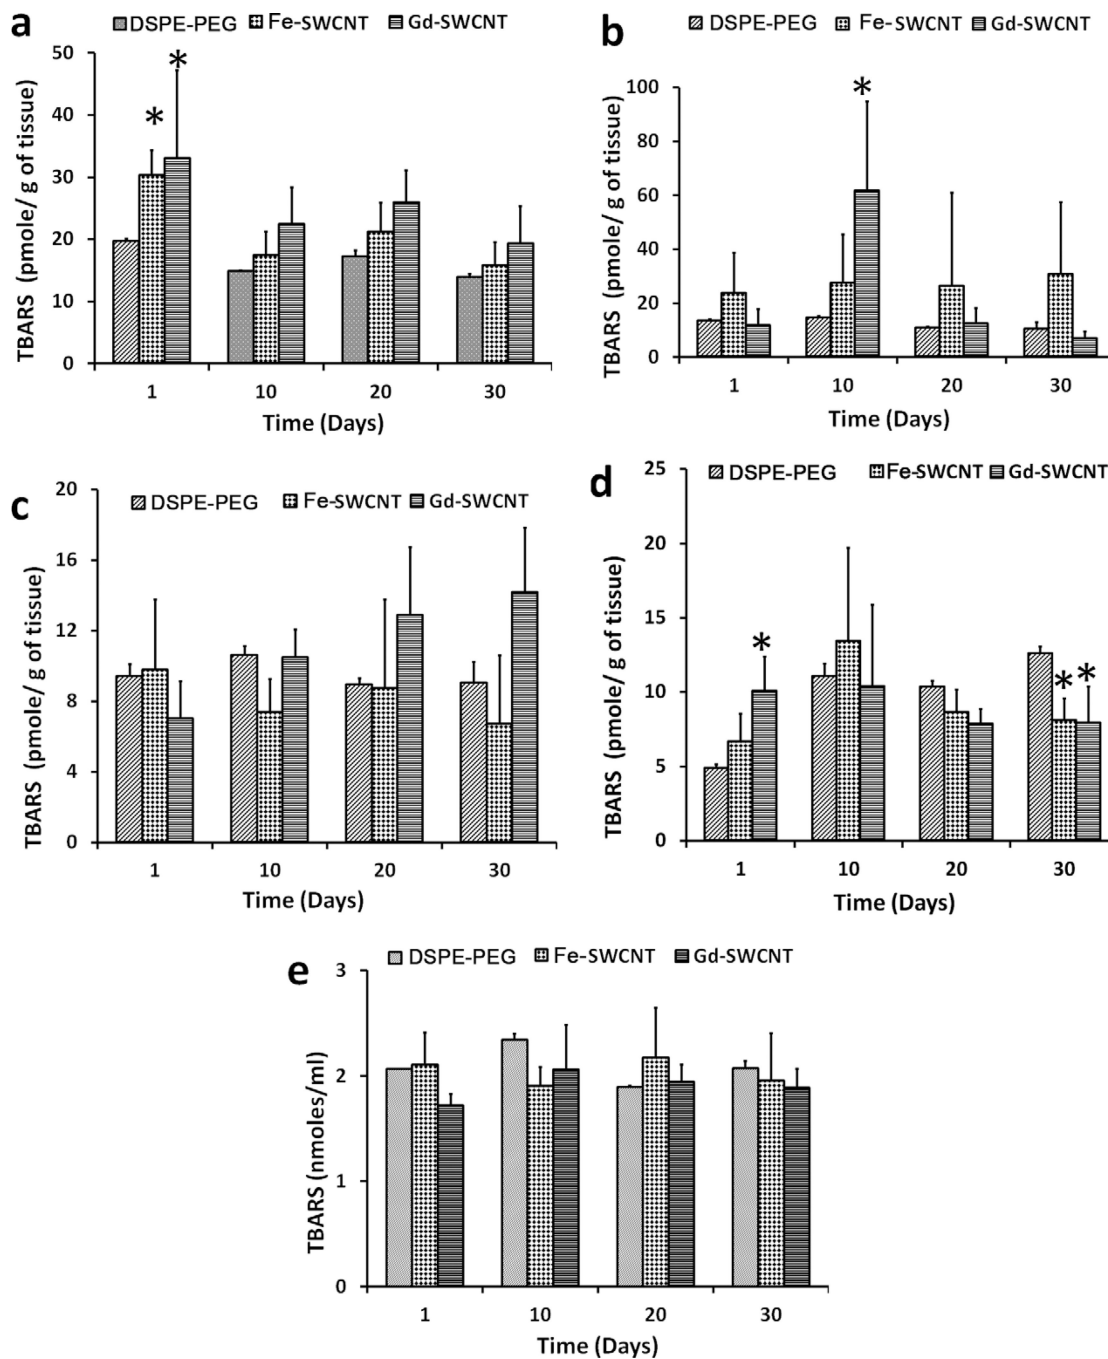 a
DSPE-PEG Fe-SWCNT Gd-SWCNT
TBARS (pmole/ g of tissue)
50
40
30
20
10
0
* *
1 10 20 30
Time (Days)
b
DSPE-PEG Fe-SWCNT Gd-SWCNT
TBARS (pmole/ g of tissue)
100
80
60
40
20
0
*
1 10 20 30
Time (Days)
c
DSPE-PEG Fe-SWCNT Gd-SWCNT
TBARS (pmole/ g of tissue)
20
16
12
8
4
0
1 10 20 30
Time (Days)
d
DSPE-PEG Fe-SWCNT Gd-SWCNT
TBARS (pmole/ g of tissue)
25
20
15
10
5
0
* * *
1 10 20 30
Time (Days)
e
DSPE-PEG Fe-SWCNT Gd-SWCNT
TBARS (nmoles/ml)
3
2
1
0
1 10 20 30
Time (Days)